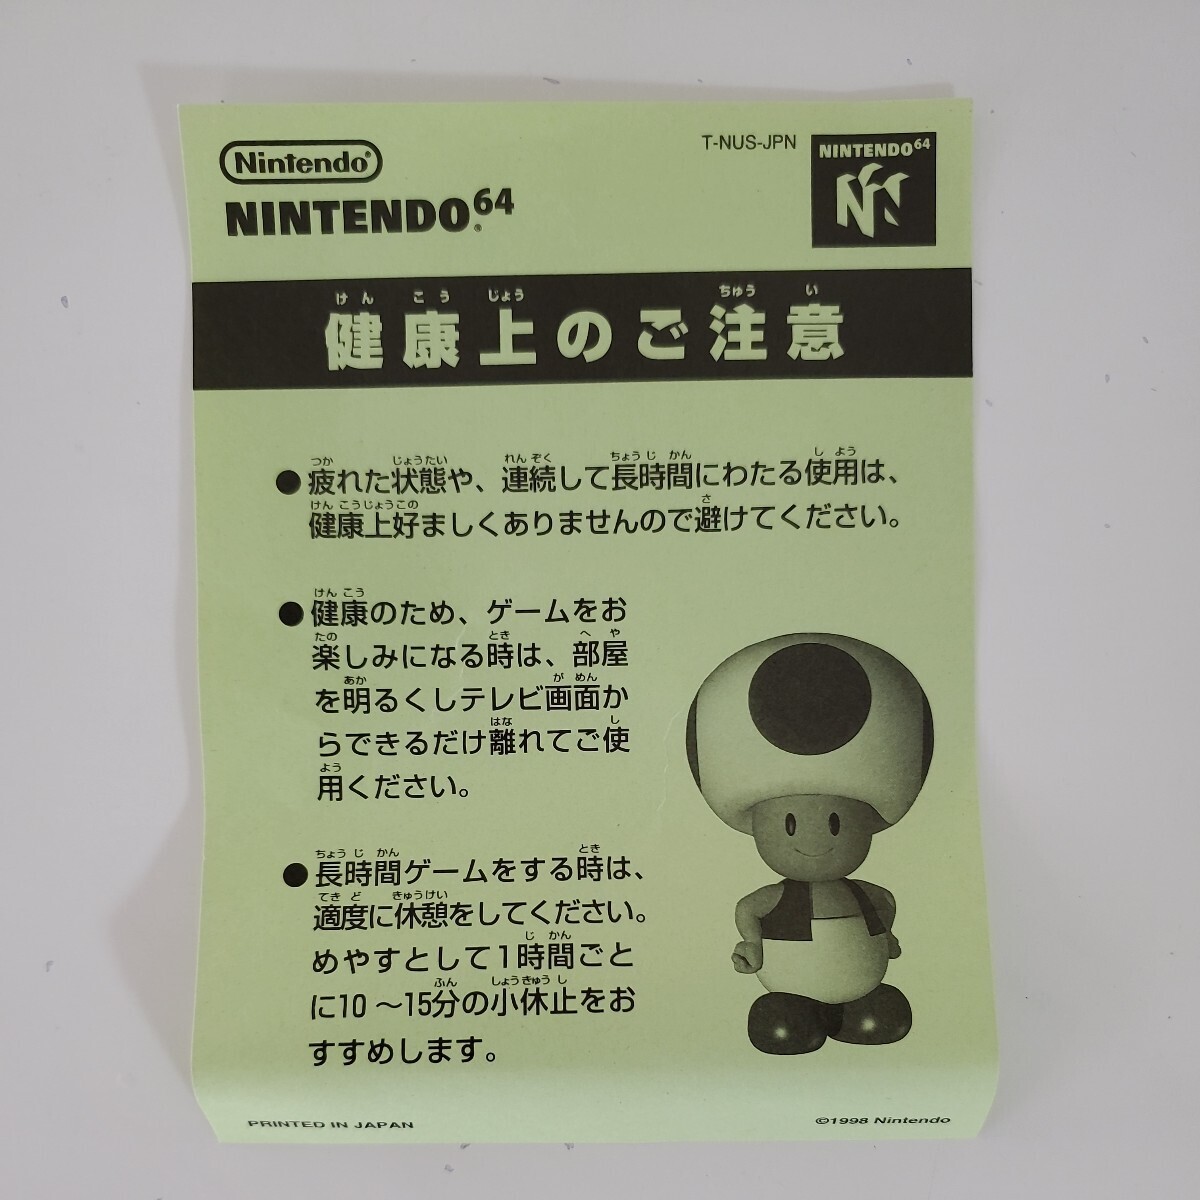 Nintendo®
NINTENDO64®
T-NUS-JPN
NINTENDO64
けん こう じょう ちゅう い
健康上のご注意
つか じょうたい れん ぞく ちょう じ かん し よう
●疲れた状態や、連続して長時間にわたる使用は、
けん こうじょうこの さ
健康上好ましくありませんので避けてください。
けん こう
●健康のため、ゲームをお
たの とき へ や
楽しみになる時は、部屋
あか が めん
を明るくしテレビ画面か
はな し
らできるだけ離れてご使
よう
用ください。
ちょう じ かん とき
●長時間ゲームをする時は、
てき ど きゅうけい
適度に休憩をしてください。
じ かん
めやすとして1時間ごと
ふん しょうきゅう し
に10～15分の小休止をお
すすめします。
PRINTED IN JAPAN
©1998 Nintendo